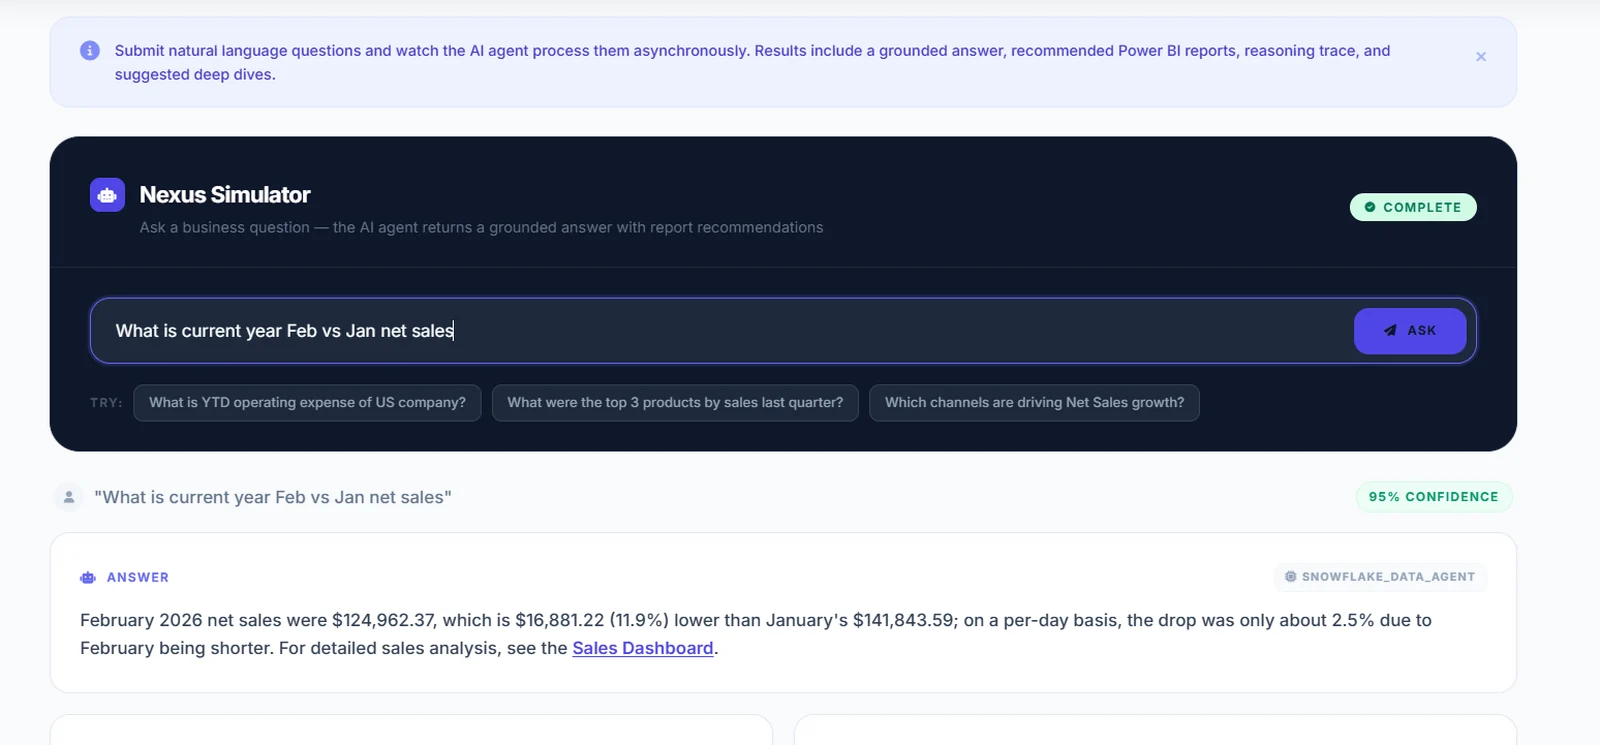 Submit natural language questions and watch the AI agent process them asynchronously. Results include a grounded answer, recommended Power BI reports, reasoning trace, and
suggested deep dives.
Nexus Simulator
Ask a business question — the AI agent returns a grounded answer with report recommendations
COMPLETE
What is current year Feb vs Jan net sales
ASK
TRY:
What is YTD operating expense of US company?
What were the top 3 products by sales last quarter?
Which channels are driving Net Sales growth?
"What is current year Feb vs Jan net sales"
95% CONFIDENCE
ANSWER
SNOWFLAKE_DATA_AGENT
February 2026 net sales were $124,962.37, which is $16,881.22 (11.9%) lower than January's $141,843.59; on a per-day basis, the drop was only about 2.5% due to
February being shorter. For detailed sales analysis, see the Sales Dashboard.